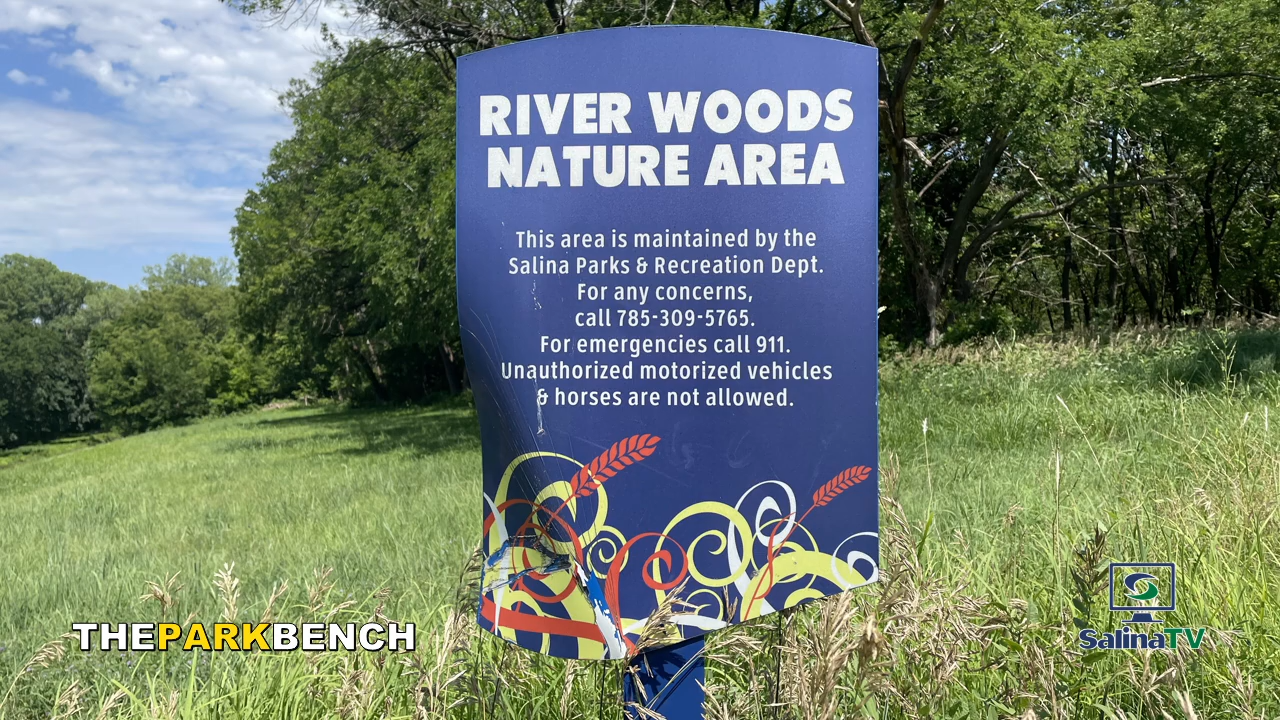 RIVER WOODS
NATURE AREA
This area is maintained by the
Salina Parks & Recreation Dept.
For any concerns,
call 785-309-5765.
For emergencies call 911.
Unauthorized motorized vehicles
& horses are not allowed.
THEPARKBENCH
S
SalinaTV